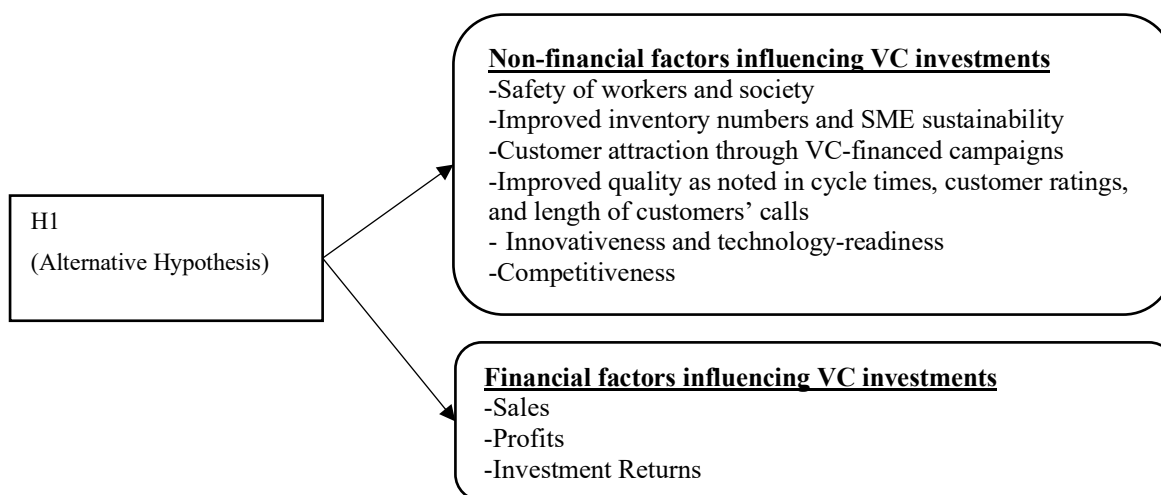 H1
(Alternative Hypothesis)
Non-financial factors influencing VC investments
-Safety of workers and society
-Improved inventory numbers and SME sustainability
-Customer attraction through VC-financed campaigns
-Improved quality as noted in cycle times, customer ratings,
and length of customers’ calls
- Innovativeness and technology-readiness
-Competitiveness
Financial factors influencing VC investments
-Sales
-Profits
-Investment Returns